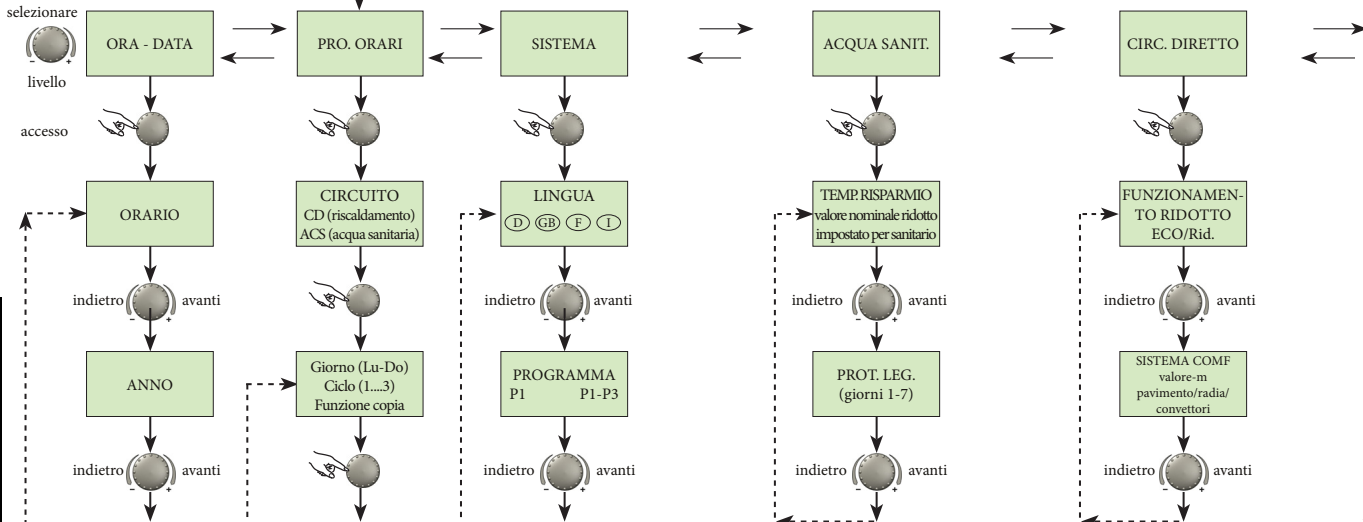 selezionare
ORA - DATA
PRO. ORARI
SISTEMA
ACQUA SANIT.
CIRC. DIRETTO
- +
livello
accesso
ORARIO
CIRCUITO
CD (riscaldamento)
ACS (acqua sanitaria)
LINGUA
D GB F I
TEMP. RISPARMIO
valore nominale ridotto
impostato per sanitario
FUNZIONAMEN-
TO RIDOTTO
ECO/Rid.
indietro avanti
- +
indietro avanti
- +
indietro avanti
- +
indietro avanti
- +
ANNO
Giorno (Lu-Do)
Ciclo (1....3)
Funzione copia
PROGRAMMA
P1 P1-P3
PROT. LEG.
(giorni 1-7)
SISTEMA COMF
valore-m
pavimento/radia/
convettori
indietro avanti
- +
indietro avanti
- +
indietro avanti
- +
indietro avanti
- +